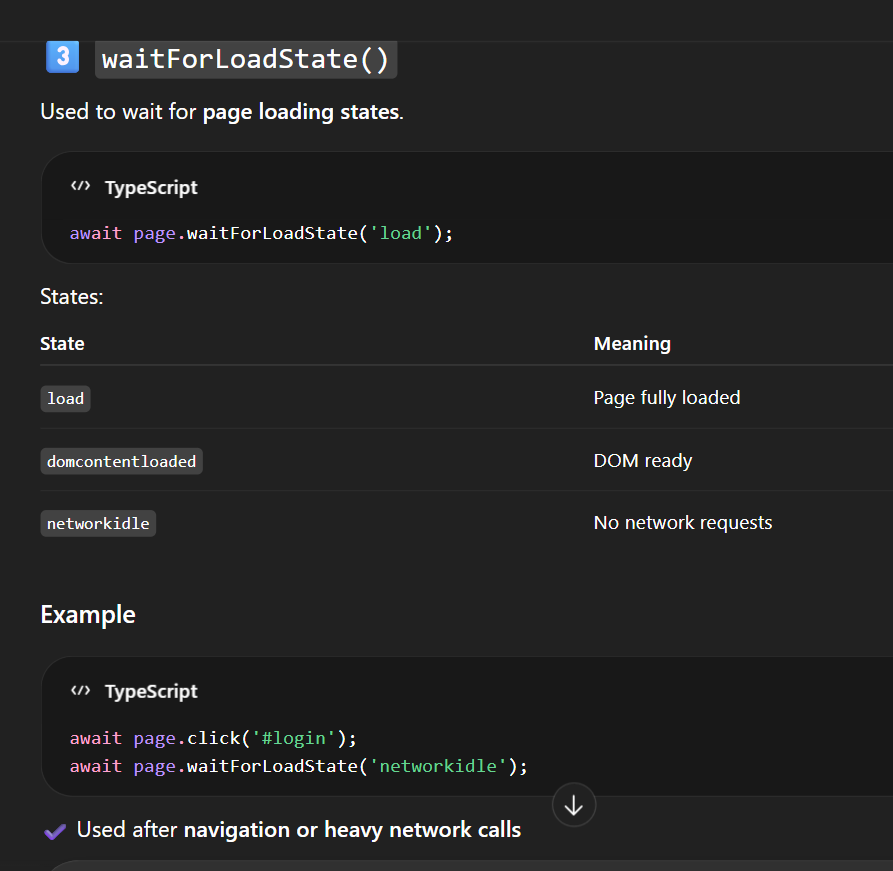 3 waitForLoadState()
Used to wait for page loading states.
</> TypeScript
await page.waitForLoadState('load');
States:
State Meaning
load Page fully loaded
domcontentloaded DOM ready
networkidle No network requests
Example
</> TypeScript
await page.click('#login');
await page.waitForLoadState('networkidle');
Used after navigation or heavy network calls